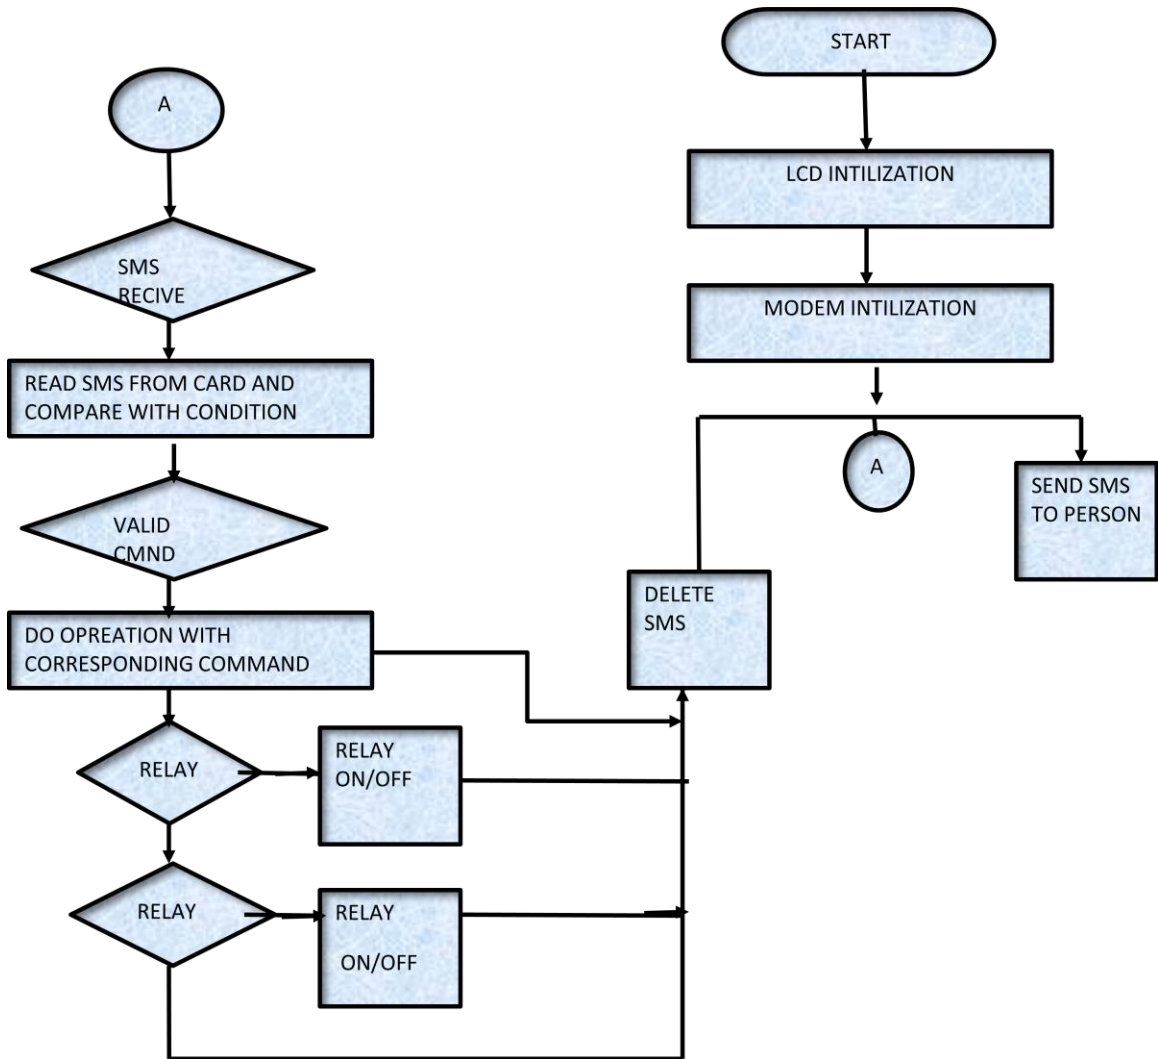 START
LCD INTILIZATION
MODEM INTILIZATION
A
SEND SMS
TO PERSON
DELETE
SMS
A
SMS
RECIVE
READ SMS FROM CARD AND
COMPARE WITH CONDITION
VALID
CMND
DO OPREATION WITH
CORRESPONDING COMMAND
RELAY
RELAY
ON/OFF
RELAY
RELAY
ON/OFF